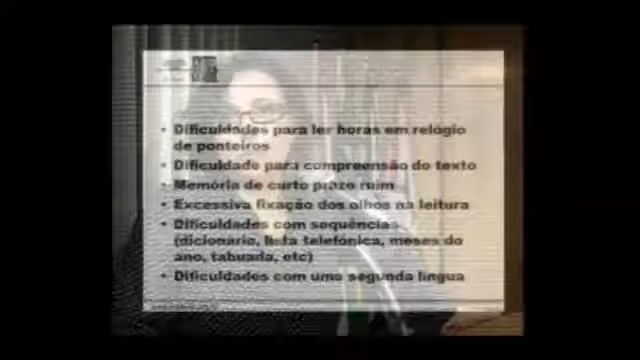 • Dificuldades para ler horas em relógio
de ponteiros
• Dificuldade para compreensão do texto
• Memória de curto prazo ruim
• Excessiva fixação dos olhos na leitura
• Dificuldades com sequências
(dicionário, lista telefônica, meses do
ano, tabuada, etc)
• Dificuldades com uma segunda língua